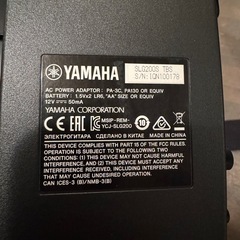 YAMAHA
SLG200S TBS
S/N: IQN100178
AC POWER ADAPTOR : PA-3C, PA130 OR EQUIV
BATTERY : 1.5Vx2 LR6, "AA" SIZE OR EQUIV
12V ⎓ 50mA
YAMAHA CORPORATION
MSIP-REM-
YCJ-SLG200
10
ЭЛЕКТРОГИТАРА СДЕЛАНО В КИТАЕ MADE IN CHINA
THIS DEVICE COMPLIES WITH PART 15 OF THE FCC RULES.
OPERATION IS SUBJECT TO THE FOLLOWING TWO CONDITIONS:
(1) THIS DEVICE MAY NOT CAUSE HARMFUL INTERFERENCE,
AND (2) THIS DEVICE MUST ACCEPT ANY INTERFERENCE
RECEIVED, INCLUDING INTERFERENCE THAT MAY CAUSE
UNDESIRED OPERATION.
CAN ICES-3 (B)/NMB-3(B)